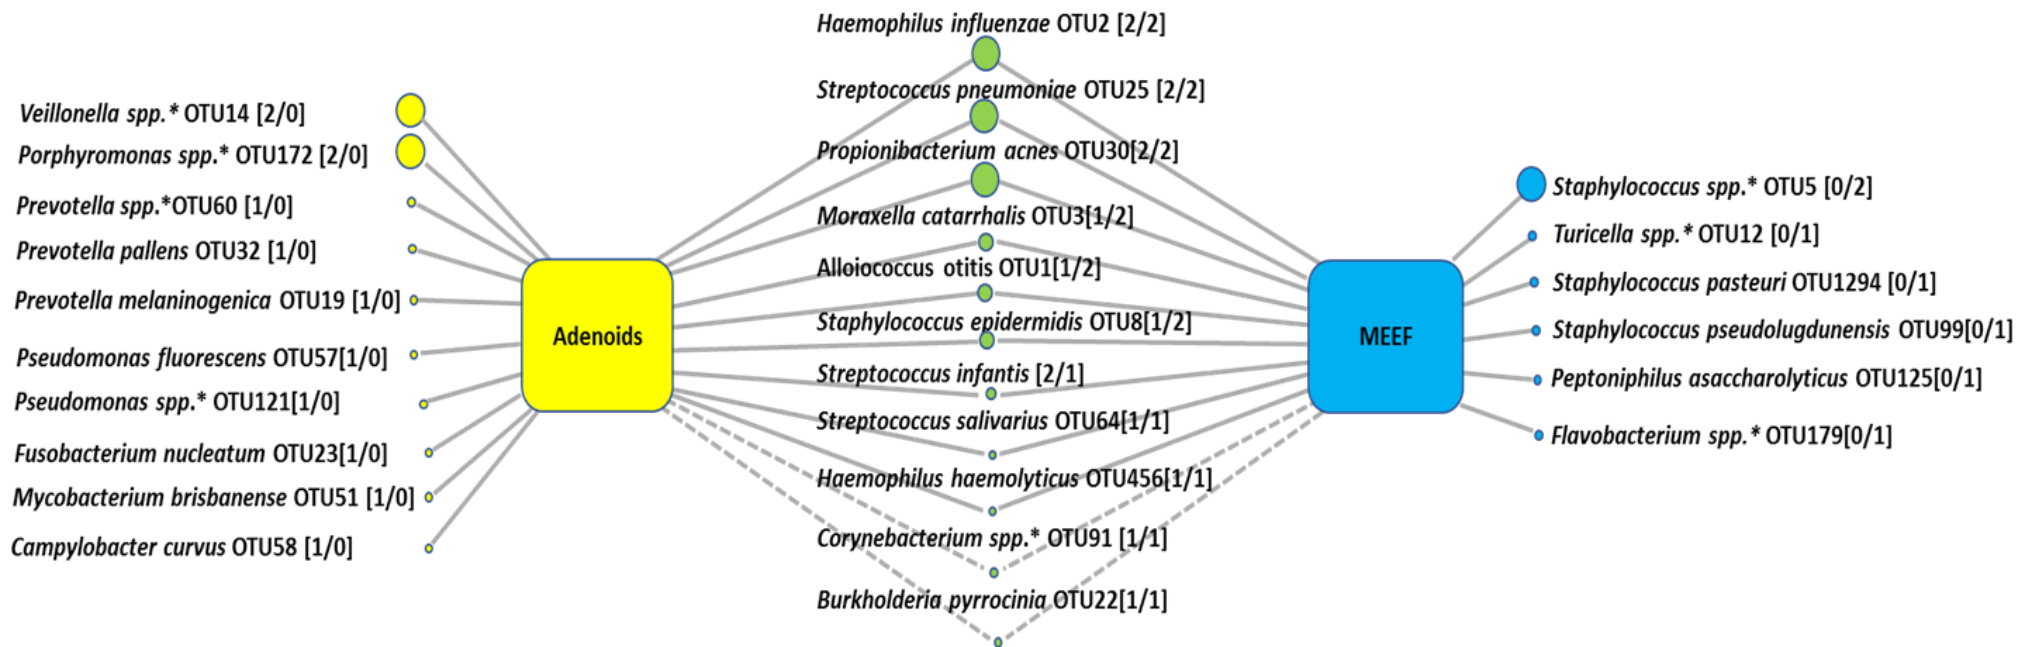 Veillonella spp.* OTU14 [2/0]
Porphyromonas spp.* OTU172 [2/0]
Prevotella spp.*OTU60 [1/0]
Prevotella pallens OTU32 [1/0]
Prevotella melaninogenica OTU19 [1/0]
Pseudomonas fluorescens OTU57[1/0]
Pseudomonas spp.* OTU121[1/0]
Fusobacterium nucleatum OTU23[1/0]
Mycobacterium brisbanense OTU51 [1/0]
Campylobacter curvus OTU58 [1/0]
Adenoids
Haemophilus influenzae OTU2 [2/2]
Streptococcus pneumoniae OTU25 [2/2]
Propionibacterium acnes OTU30[2/2]
Moraxella catarrhalis OTU3[1/2]
Alloiococcus otitis OTU1[1/2]
Staphylococcus epidermidis OTU8[1/2]
Streptococcus infantis [2/1]
Streptococcus salivarius OTU64[1/1]
Haemophilus haemolyticus OTU456[1/1]
Corynebacterium spp.* OTU91 [1/1]
Burkholderia pyrrocinia OTU22[1/1]
MEEF
Staphylococcus spp.* OTU5 [0/2]
Turicella spp.* OTU12 [0/1]
Staphylococcus pasteuri OTU1294 [0/1]
Staphylococcus pseudolugdunensis OTU99[0/1]
Peptoniphilus asaccharolyticus OTU125[0/1]
Flavobacterium spp.* OTU179[0/1]